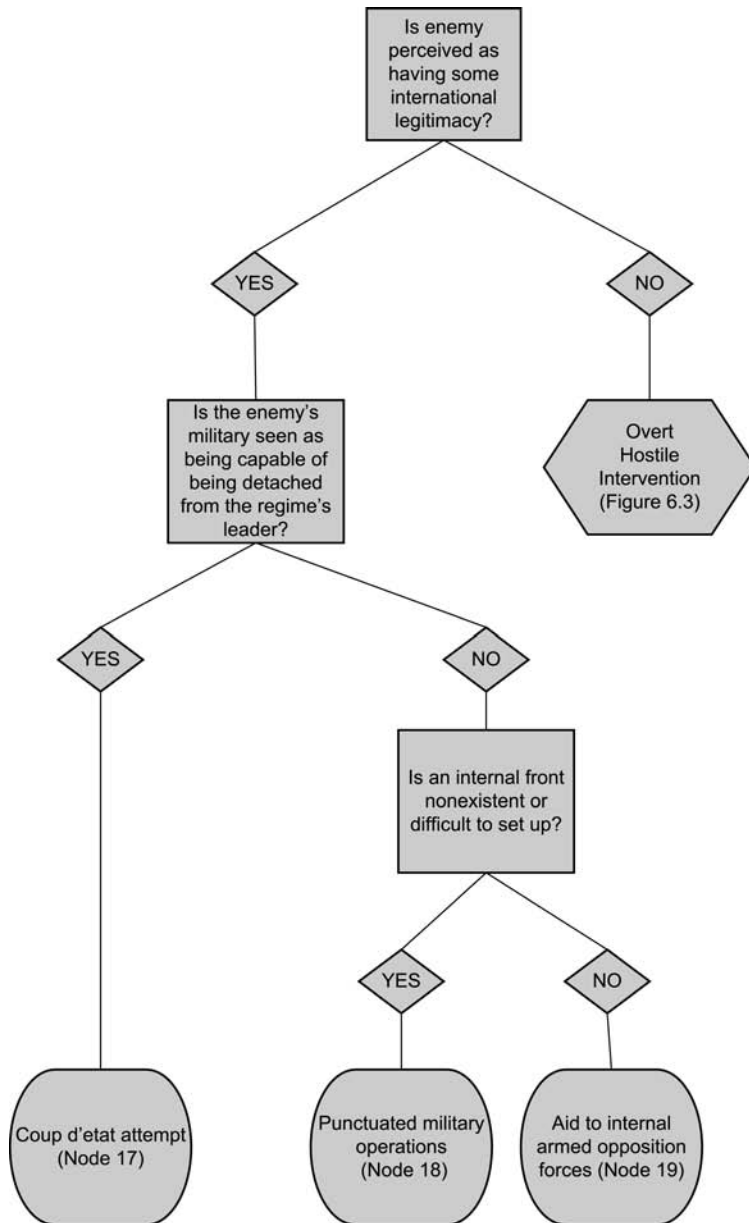 Is enemy
perceived as
having some
international
legitimacy?
YES
NO
Is the enemy's
military seen as
being capable of
being detached
from the regime's
leader?
Overt
Hostile
Intervention
(Figure 6.3)
YES
NO
Is an internal front
nonexistent or
difficult to set up?
YES
NO
Coup d'etat attempt
(Node 17)
Punctuated military
operations
(Node 18)
Aid to internal
armed opposition
forces (Node 19)